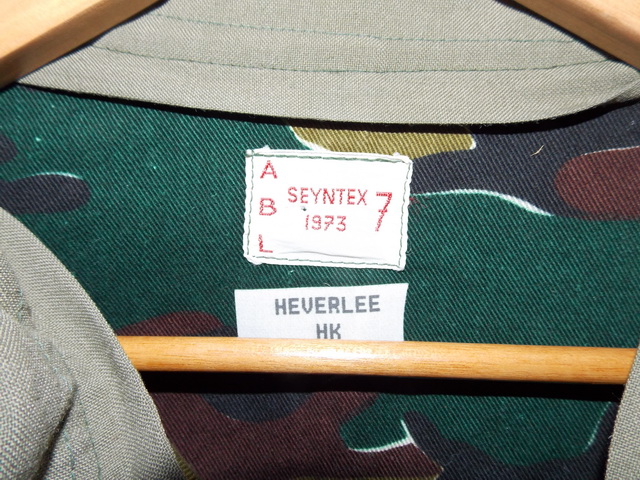 A
B
L
SEYNTEX
1973
7
HEVERLEE
HK